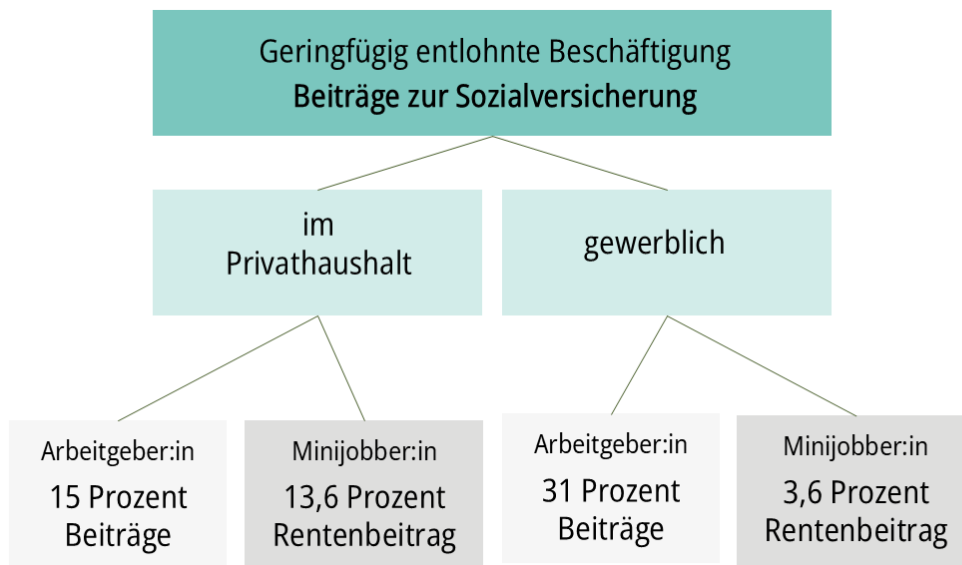 Geringfügig entlohnte Beschäftigung
Beiträge zur Sozialversicherung
im
Privathaushalt
gewerblich
Arbeitgeber:in
15 Prozent
Beiträge
Minijobber:in
13,6 Prozent
Rentenbeitrag
Arbeitgeber:in
31 Prozent
Beiträge
Minijobber:in
3,6 Prozent
Rentenbeitrag